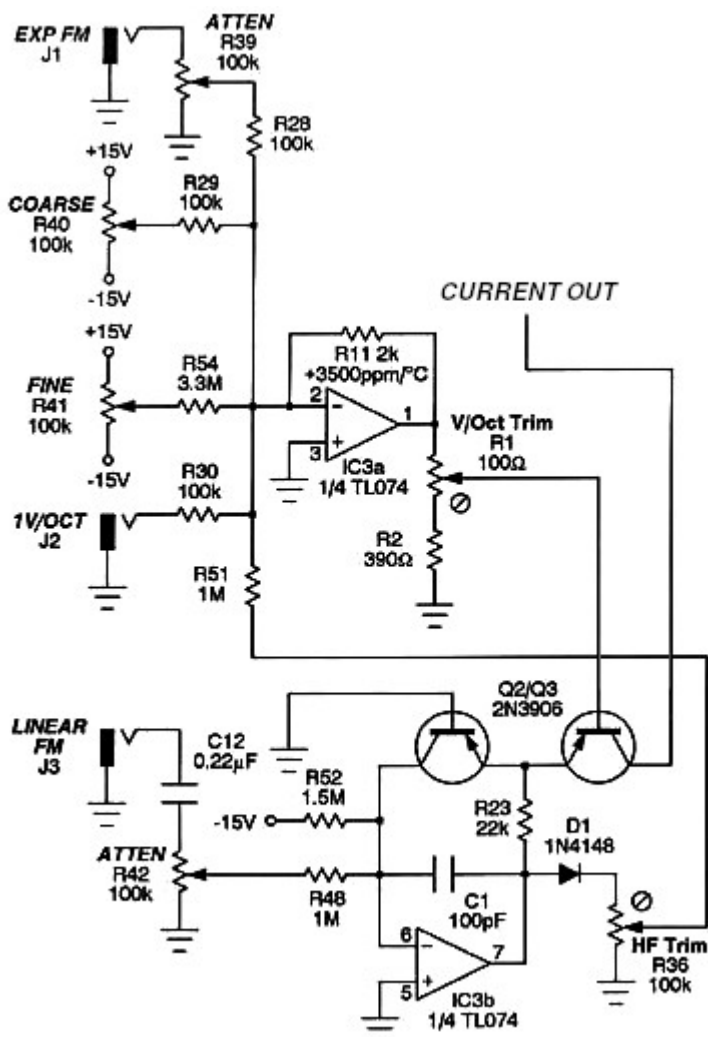 EXP FM
J1
ATTEN
R39
100k
R28
100k
+15V
COARSE
R40
100k
-15V
R29
100k
CURRENT OUT
+15V
FINE
R41
100k
-15V
R54
3.3M
R11 2k
+3500ppm/°C
2
-
1
+
3
IC3a
1/4 TL074
V/Oct Trim
R1
100Ω
R30
100k
1V/OCT
J2
R2
390Ω
R51
1M
Q2/Q3
2N3906
LINEAR
FM
J3
C12
0.22µF
R52
1.5M
-15V
R23
22k
D1
1N4148
ATTEN
R42
100k
R48
1M
C1
100pF
6
-
7
+
5
IC3b
1/4 TL074
HF Trim
R36
100k